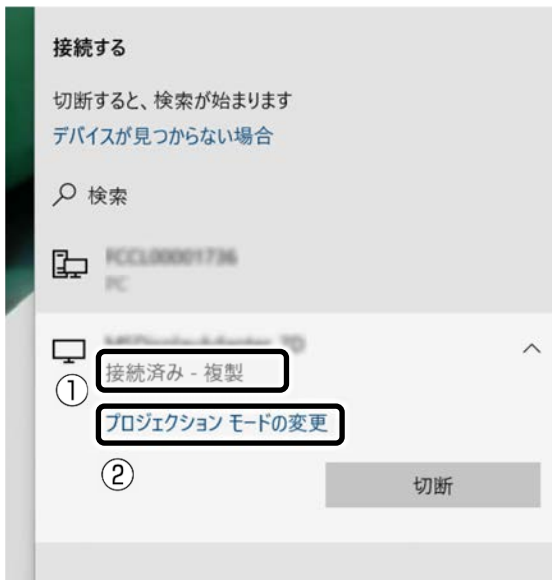 接続する
切断すると、検索が始まります
デバイスが見つからない場合
検索
接続済み - 複製
①
プロジェクション モードの変更
②
切断